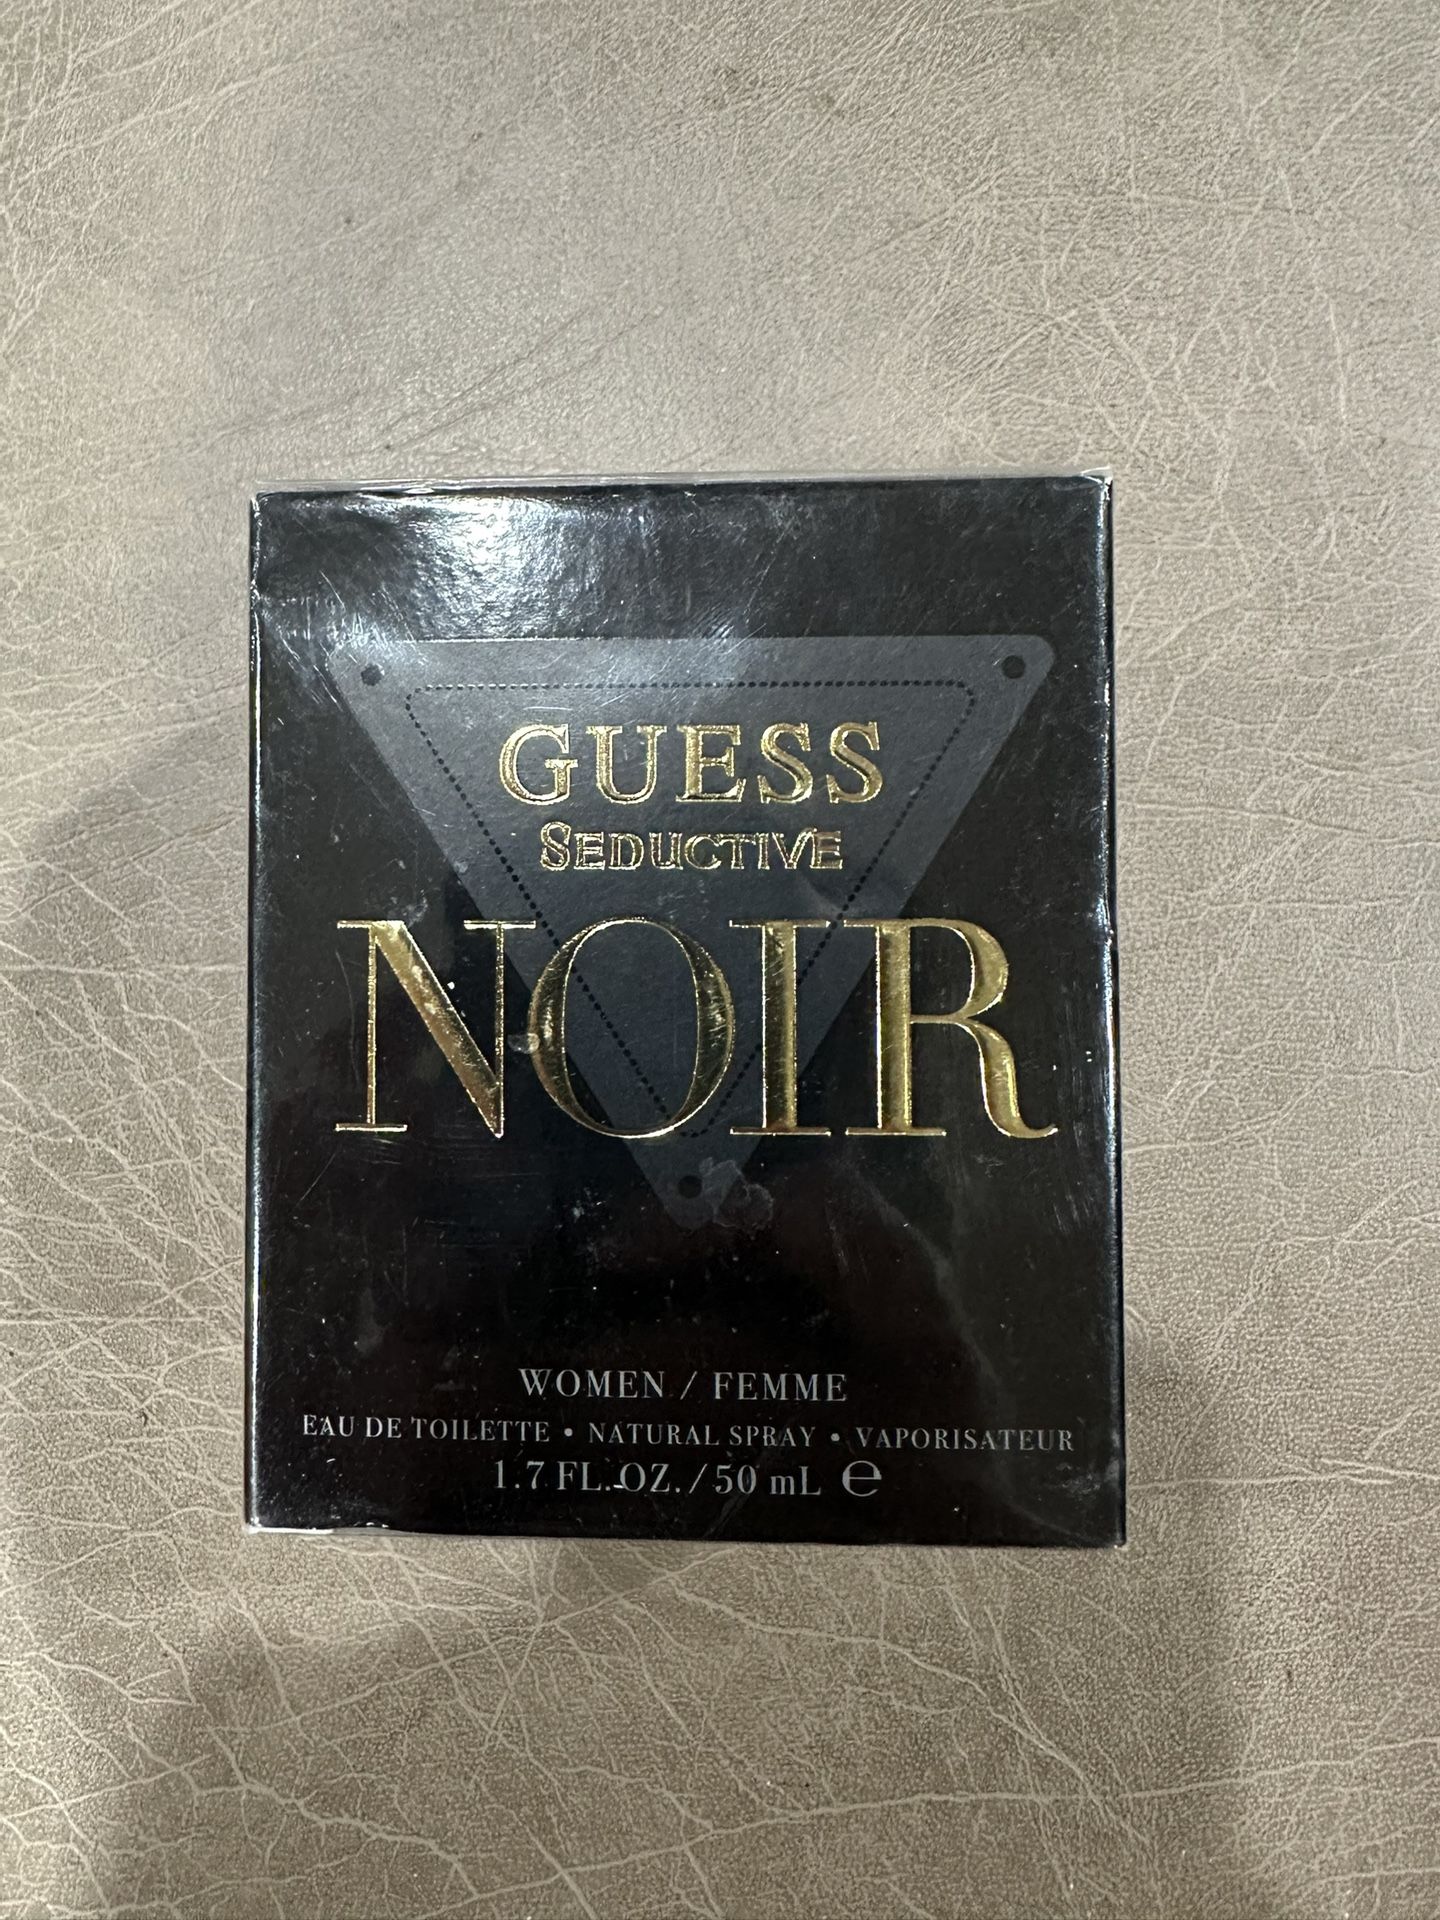 GUESS
SEDUCTIVE
NOIR
WOMEN / FEMME
EAU DE TOILETTE • NATURAL SPRAY • VAPORISATEUR
1.7 FL. OZ. / 50 mL ℮